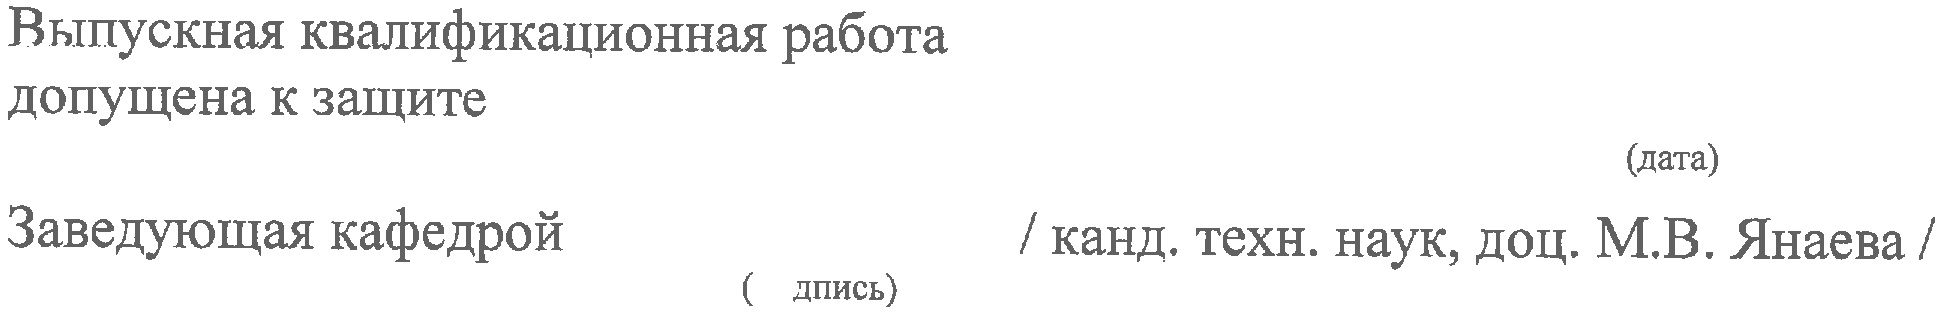 Выпускная квалификационная работа
допущена к защите
(дата)
Заведующая кафедрой / канд. техн. наук, доц. М.В. Янаева /
( дпись)